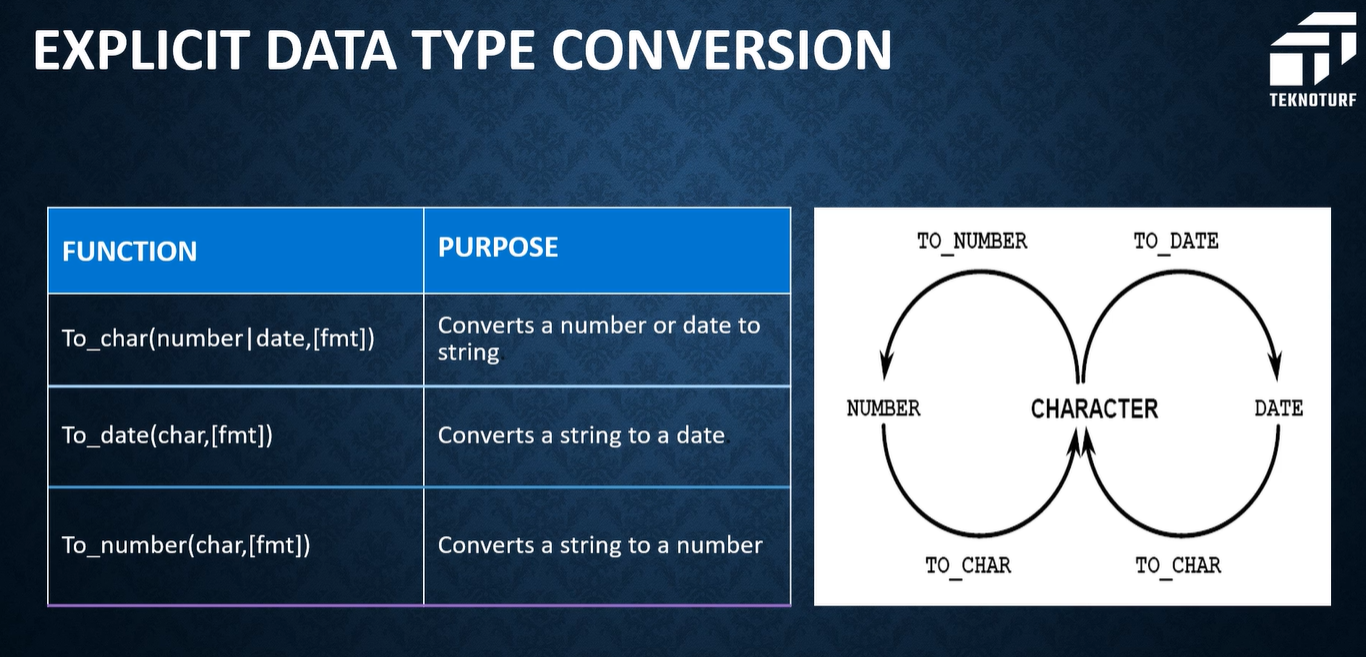 EXPLICIT DATA TYPE CONVERSION
TEKNOTURF
FUNCTION
PURPOSE
To_char(number|date,[fmt])
Converts a number or date to
string
To_date(char,[fmt])
Converts a string to a date
To_number(char,[fmt])
Converts a string to a number
TO_NUMBER
TO_DATE
NUMBER
CHARACTER
DATE
TO_CHAR
TO_CHAR